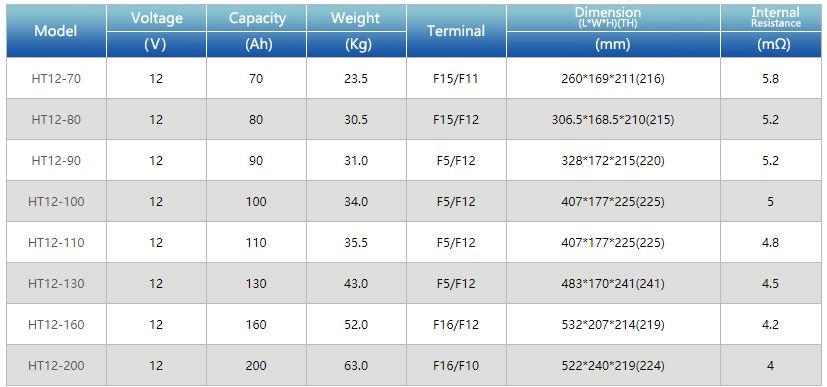 Model Voltage Capacity Weight Terminal Dimension (L*W*H)(TH) Internal Resistance
(V) (Ah) (Kg) (mm) (mΩ)
HT12-70 12 70 23.5 F15/F11 260*169*211(216) 5.8
HT12-80 12 80 30.5 F15/F12 306.5*168.5*210(215) 5.2
HT12-90 12 90 31.0 F5/F12 328*172*215(220) 5.2
HT12-100 12 100 34.0 F5/F12 407*177*225(225) 5
HT12-110 12 110 35.5 F5/F12 407*177*225(225) 4.8
HT12-130 12 130 43.0 F5/F12 483*170*241(241) 4.5
HT12-160 12 160 52.0 F16/F12 532*207*214(219) 4.2
HT12-200 12 200 63.0 F16/F10 522*240*219(224) 4